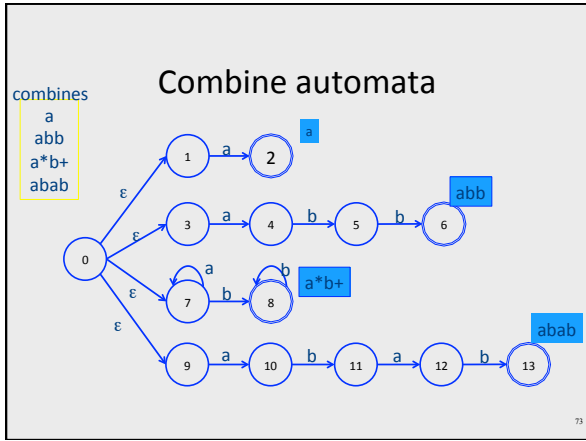 Combine automata
combines
a
abb
a*b+
abab
1 a 2 a
ε
3 a 4 b 5 b 6 abb
ε
0
a b
7 b 8 a*b+
ε
9 a 10 b 11 a 12 b 13 abab
ε
73